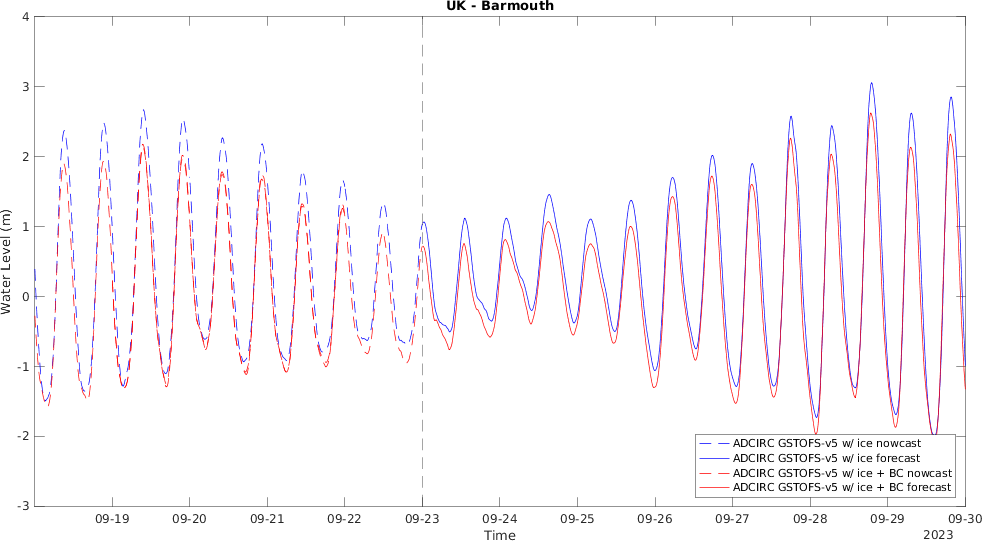 UK - Barmouth
4
3
2
1
0
-1
-2
-3
Water Level (m)
ADCIRC GSTOFS-v5 w/ ice nowcast
ADCIRC GSTOFS-v5 w/ ice forecast
ADCIRC GSTOFS-v5 w/ ice + BC nowcast
ADCIRC GSTOFS-v5 w/ ice + BC forecast
09-19 09-20 09-21 09-22 09-23 09-24 09-25 09-26 09-27 09-28 09-29 09-30
Time
2023